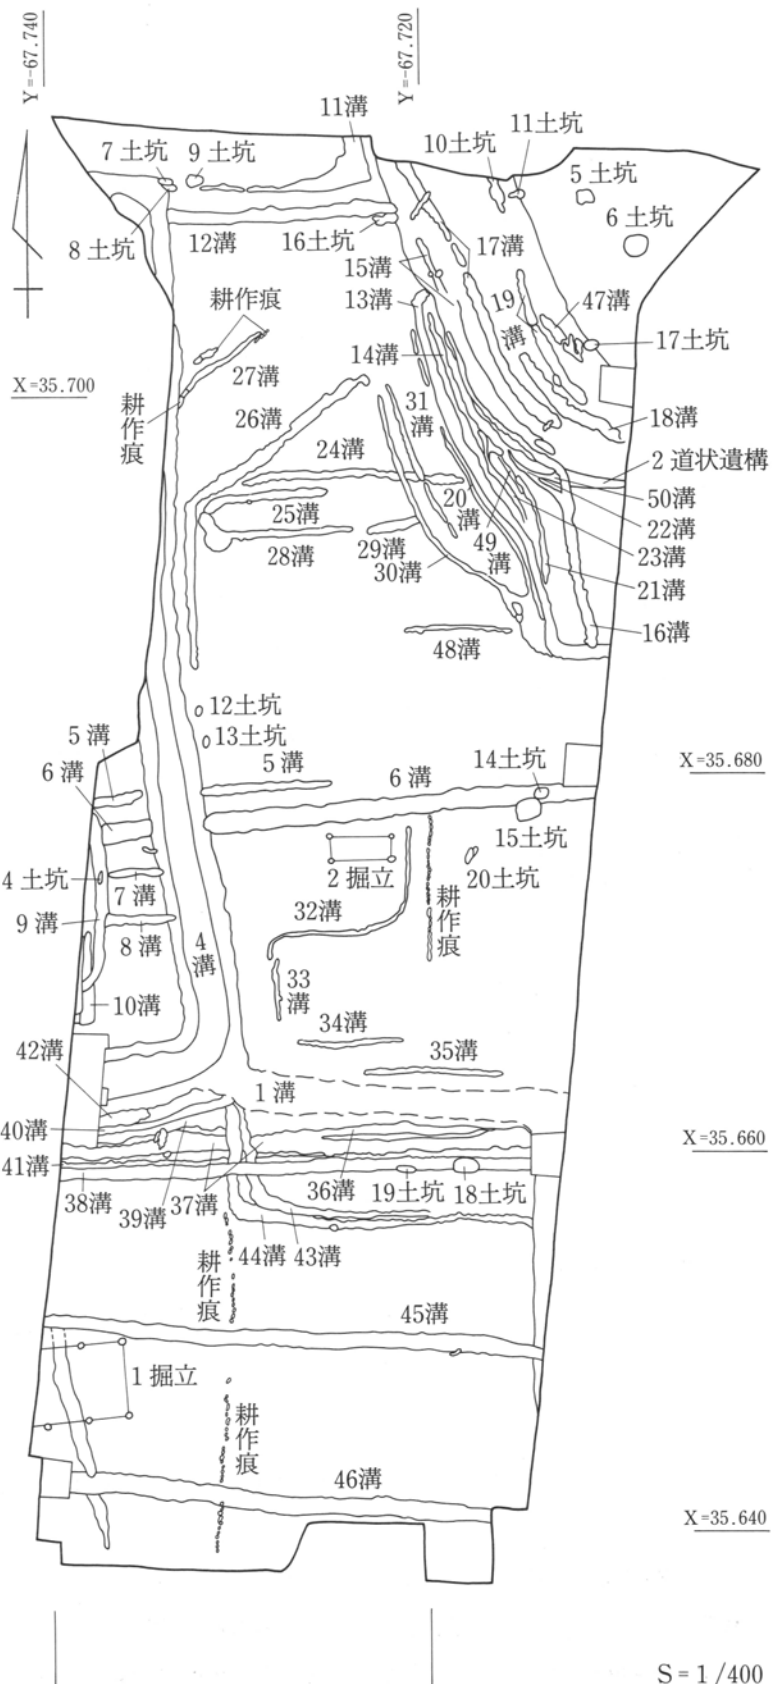 Y=-67.740
Y=-67.720
11溝
7土坑
9土坑
10土坑
11土坑
5土坑
6土坑
8土坑
12溝
16土坑
15溝
17溝
13溝
19溝
47溝
耕作痕
14溝
17土坑
27溝
X=35.700
耕作痕
26溝
31溝
18溝
24溝
2道状遺構
25溝
20溝
50溝
22溝
28溝
29溝
49溝
23溝
30溝
21溝
48溝
16溝
12土坑
13土坑
5溝
5溝
6溝
6溝
14土坑
X=35.680
15土坑
4土坑
7溝
2掘立
20土坑
耕作痕
9溝
8溝
4溝
32溝
33溝
10溝
34溝
35溝
42溝
1溝
40溝
X=35.660
41溝
38溝
39溝
37溝
36溝
19土坑
18土坑
44溝
43溝
耕作痕
45溝
1掘立
耕作痕
46溝
X=35.640
S=1/400